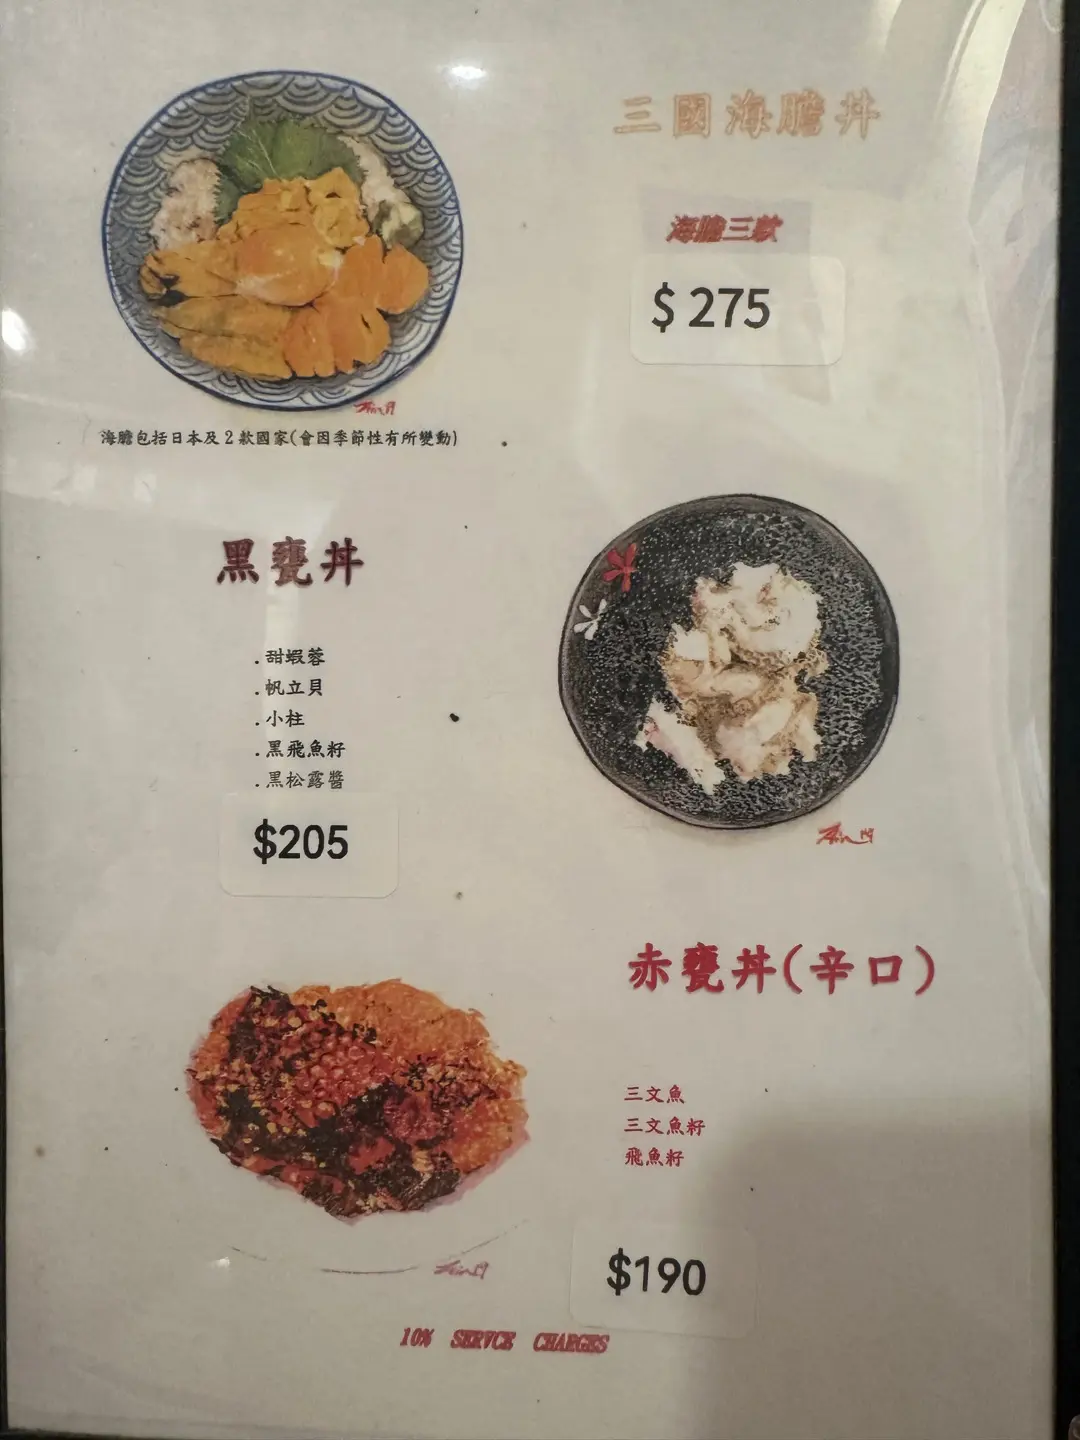 三國海膽丼
海膽三款
$275
海膽包括日本及2款國家(會因季節性有所變動)
黑甕丼
.甜蝦蓉
.帆立貝
.小柱
.黑飛魚籽
.黑松露醬
$205
赤甕丼(辛口)
三文魚
三文魚籽
飛魚籽
$190
10% SERVCE CHARGES